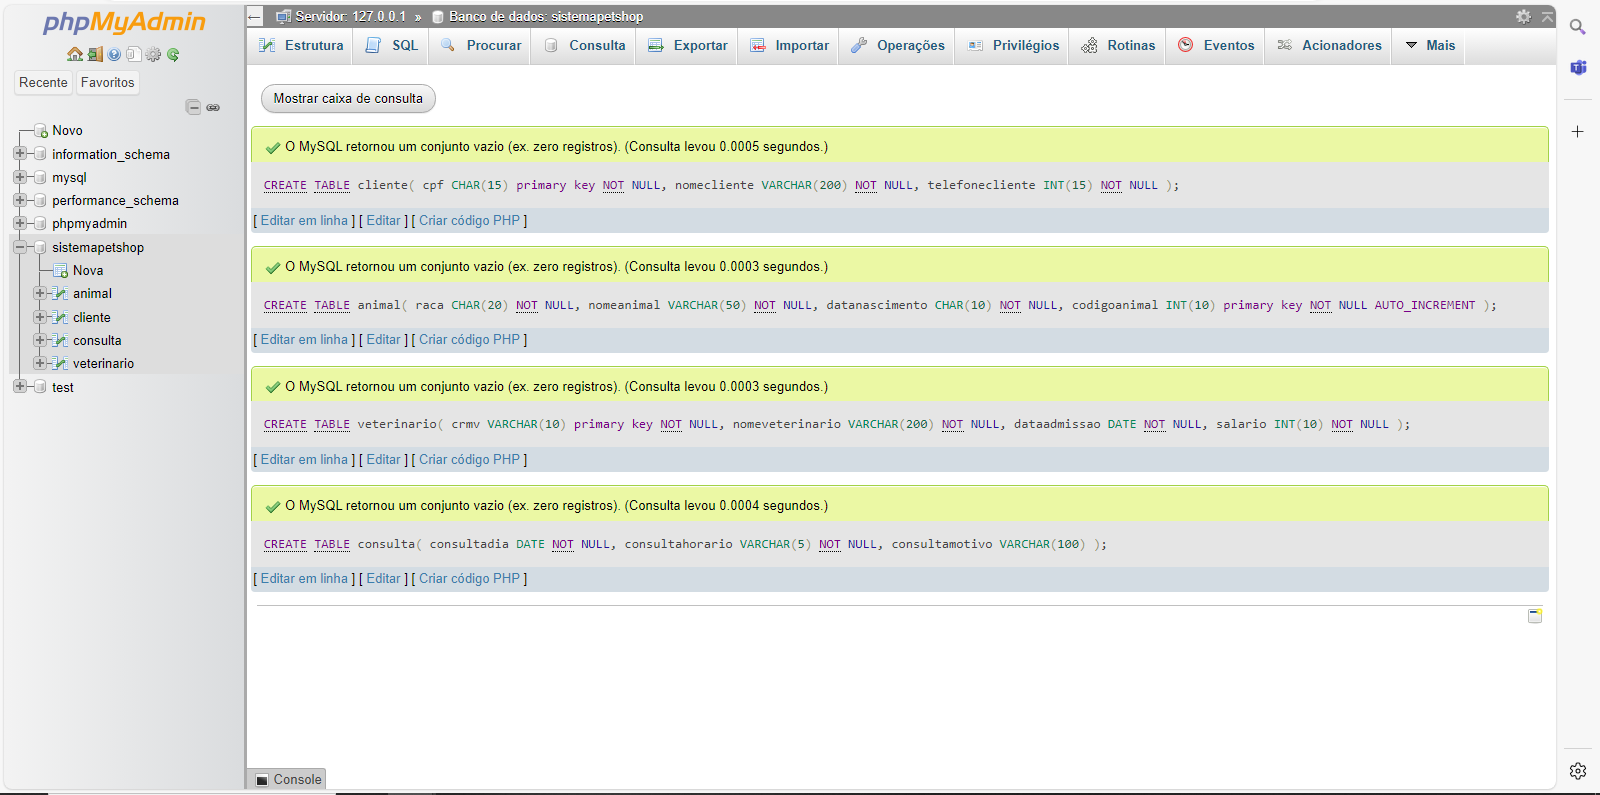 phpMyAdmin
Recente Favoritos
Novo
information_schema
mysql
performance_schema
phpmyadmin
sistemapetshop
Nova
animal
cliente
consulta
veterinario
test
Servidor: 127.0.0.1 » Banco de dados: sistemapetshop
Estrutura SQL Procurar Consulta Exportar Importar Operações Privilégios Rotinas Eventos Acionadores Mais
Mostrar caixa de consulta
O MySQL retornou um conjunto vazio (ex. zero registros). (Consulta levou 0.0005 segundos.)
CREATE TABLE cliente( cpf CHAR(15) primary key NOT NULL, nomecliente VARCHAR(200) NOT NULL, telefonecliente INT(15) NOT NULL );
[ Editar em linha ] [ Editar ] [ Criar código PHP ]
O MySQL retornou um conjunto vazio (ex. zero registros). (Consulta levou 0.0003 segundos.)
CREATE TABLE animal( raca CHAR(20) NOT NULL, nomeanimal VARCHAR(50) NOT NULL, datanascimento CHAR(10) NOT NULL, codigoanimal INT(10) primary key NOT NULL AUTO_INCREMENT );
[ Editar em linha ] [ Editar ] [ Criar código PHP ]
O MySQL retornou um conjunto vazio (ex. zero registros). (Consulta levou 0.0003 segundos.)
CREATE TABLE veterinario( crmv VARCHAR(10) primary key NOT NULL, nomeveterinario VARCHAR(200) NOT NULL, dataadmissao DATE NOT NULL, salario INT(10) NOT NULL );
[ Editar em linha ] [ Editar ] [ Criar código PHP ]
O MySQL retornou um conjunto vazio (ex. zero registros). (Consulta levou 0.0004 segundos.)
CREATE TABLE consulta( consultadia DATE NOT NULL, consultahorario VARCHAR(5) NOT NULL, consultamotivo VARCHAR(100) );
[ Editar em linha ] [ Editar ] [ Criar código PHP ]
Console